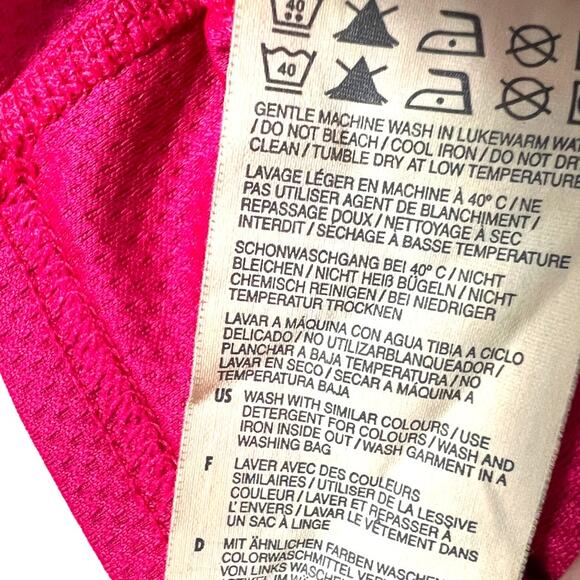 40
40
GENTLE MACHINE WASH IN LUKEWARM
/ DO NOT BLEACH / COOL IRON / DO NOT DRY
CLEAN / TUMBLE DRY AT LOW TEMPERATURE
LAVAGE LÉGER EN MACHINE À 40° C / NE
PAS UTILISER AGENT DE BLANCHIMENT /
REPASSAGE DOUX / NETTOYAGE À SEC
INTERDIT / SÉCHAGE À BASSE TEMPERATURE
SCHONWASCHGANG BEI 40° C / NICHT
BLEICHEN / NICHT HEIß BÜGELN / NICHT
CHEMISCH REINIGEN / BEI NIEDRIGER
TEMPERATUR TROCKNEN
LAVAR A MÁQUINA CON AGUA TIBIA A CICLO
DELICADO / NO UTILIZARBLANQUEADOR /
PLANCHAR A BAJA TEMPERATURA / NO
LAVAR EN SECO / SECAR A MÁQUINA A
TEMPERATURA BAJA
US WASH WITH SIMILAR COLOURS / USE
DETERGENT FOR COLOURS / WASH AND
IRON INSIDE OUT / WASH GARMENT IN A
WASHING BAG
F LAVER AVEC DES COULEURS
SIMILAIRES / UTILISER DE LA LESSIVE
COULEUR / LAVER ET REPASSER À
L'ENVERS / LAVER LE VÊTEMENT DANS
UN SAC À LINGE
D MIT ÄHNLICHEN FARBEN WASCHEN
COLORWASCHMITTEL
VON LINKS